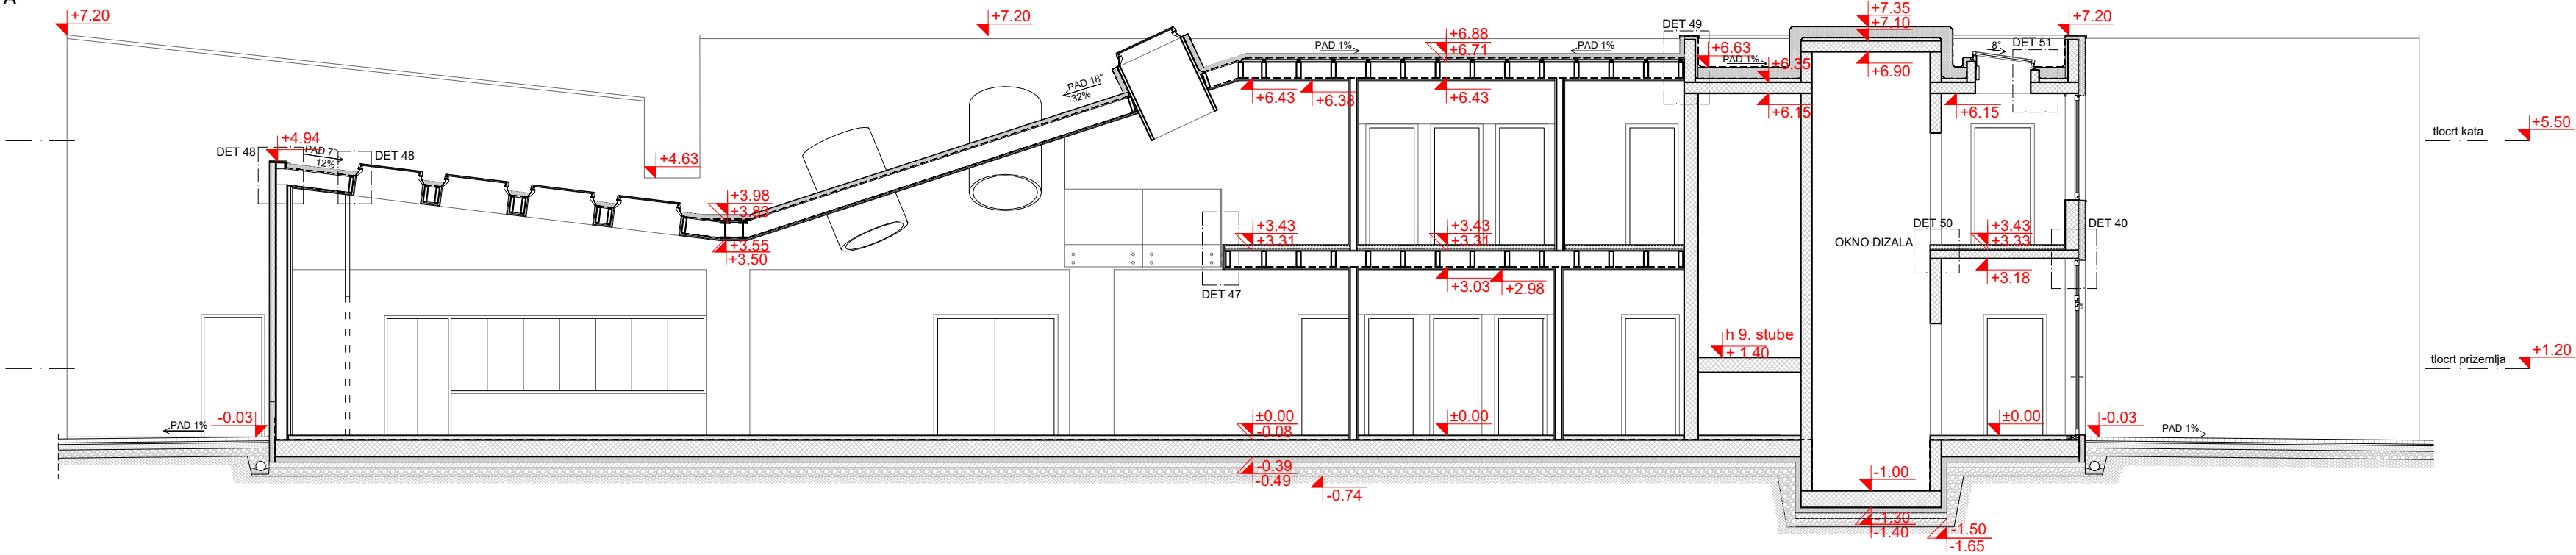 A
+7.20
+7.20
+7.35
+7.10
+7.20
DET 49
DET 51
8°
+6.88
+6.71
PAD 1%
PAD 1%
+6.63
PAD 1%
+6.35
+6.90
PAD 18°
32%
+6.43
+6.38
+6.43
+6.15
+6.15
tlocrt kata
+5.50
+4.94
DET 48
PAD 7°
12%
DET 48
+4.63
+3.98
+3.83
+3.55
+3.50
+3.43
+3.31
+3.43
+3.31
DET 50
OKNO DIZALA
+3.43
+3.33
DET 40
+3.18
+3.03
+2.98
DET 47
h 9. stube
+ 1.40
tlocrt prizemlja
+1.20
-0.03
PAD 1%
±0.00
-0.08
±0.00
±0.00
-0.03
PAD 1%
-0.39
-0.49
-0.74
-1.00
-1.30
-1.40
-1.50
-1.65